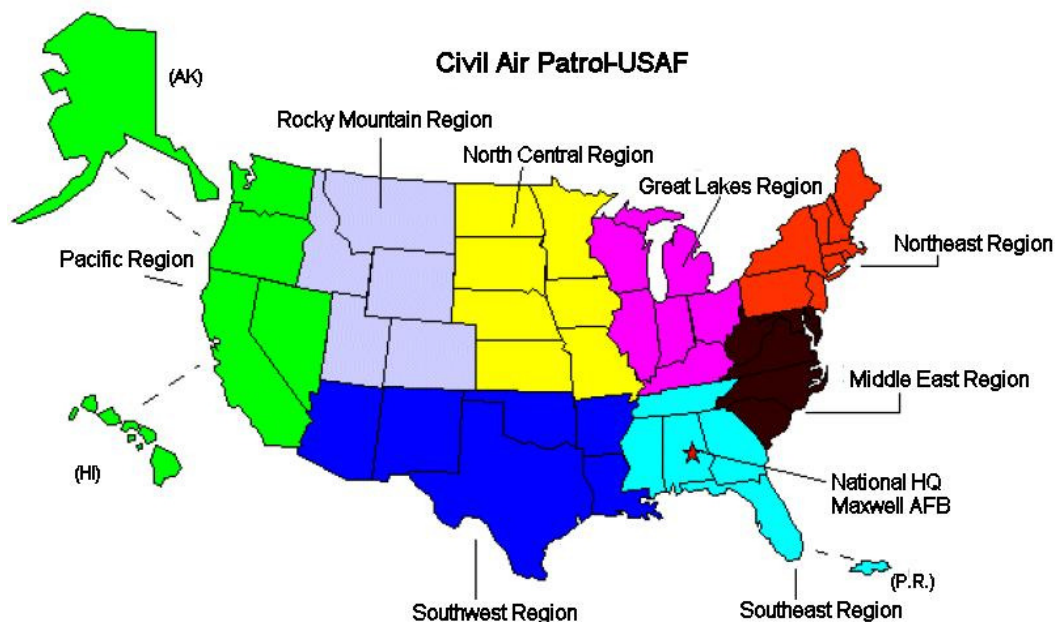 Civil Air Patrol-USAF
(AK)
Rocky Mountain Region
North Central Region
Great Lakes Region
Northeast Region
Pacific Region
Middle East Region
(HI)
National HQ
Maxwell AFB
(P.R.)
Southwest Region
Southeast Region